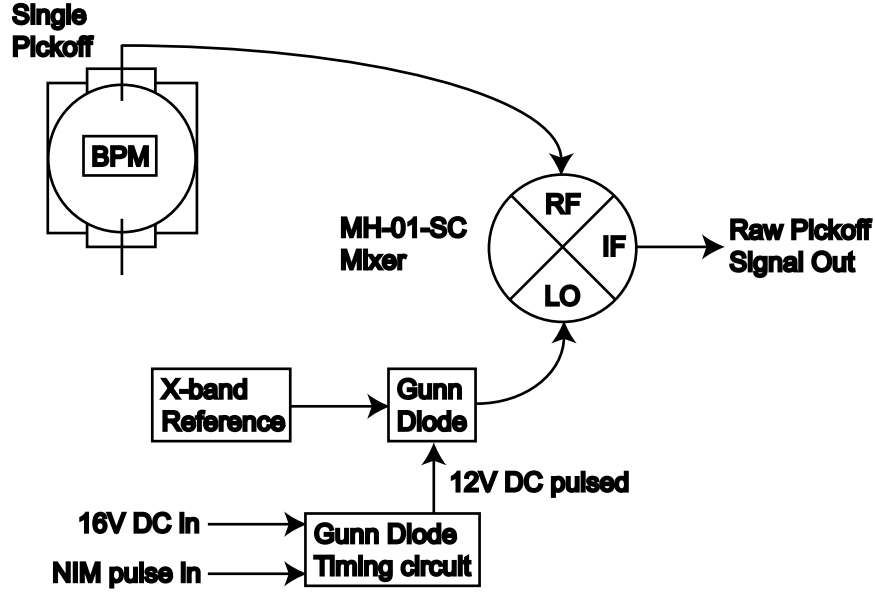 Single
Pickoff
BPM
RF
MH-01-SC
Mixer
IF
Raw Pickoff
Signal Out
LO
X-band
Reference
Gunn
Diode
12V DC pulsed
16V DC in
Gunn Diode
Timing circuit
NIM pulse in